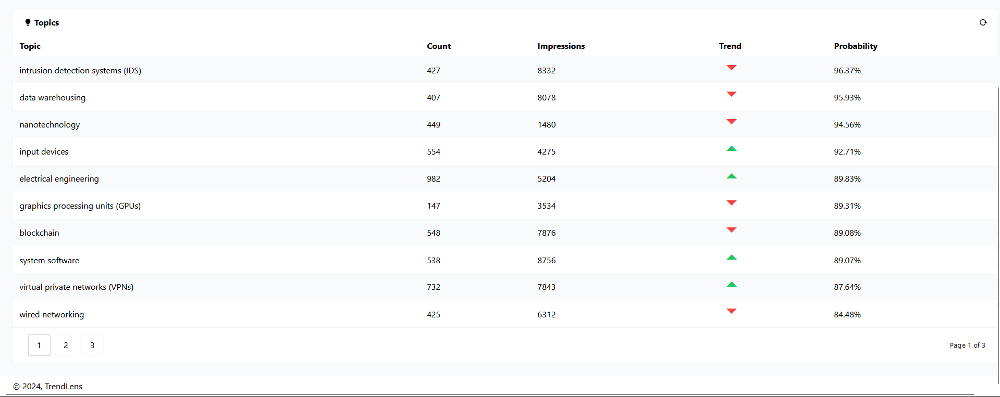 Topics
Topic Count Impressions Trend Probability
intrusion detection systems (IDS) 427 8332 96.37%
data warehousing 407 8078 95.93%
nanotechnology 449 1480 94.56%
input devices 554 4275 92.71%
electrical engineering 982 5204 89.83%
graphics processing units (GPUs) 147 3534 89.31%
blockchain 548 7876 89.08%
system software 538 8756 89.07%
virtual private networks (VPNs) 732 7843 87.64%
wired networking 425 6312 84.48%
1 2 3 Page 1 of 3
© 2024, TrendLens